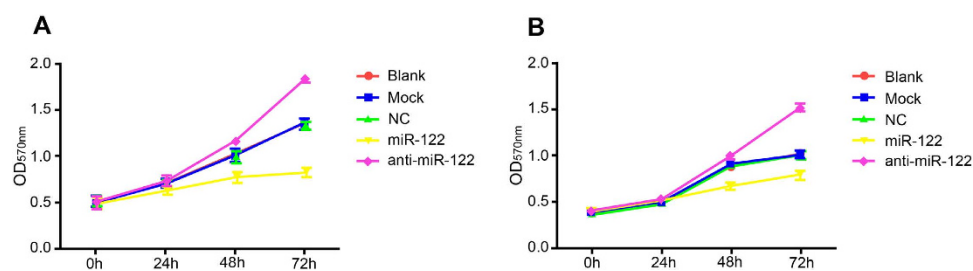 A
2.0
1.5
1.0
0.5
0.0
OD570nm
0h
24h
48h
72h
Blank
Mock
NC
miR-122
anti-miR-122
B
2.0
1.5
1.0
0.5
0.0
OD570nm
0h
24h
48h
72h
Blank
Mock
NC
miR-122
anti-miR-122